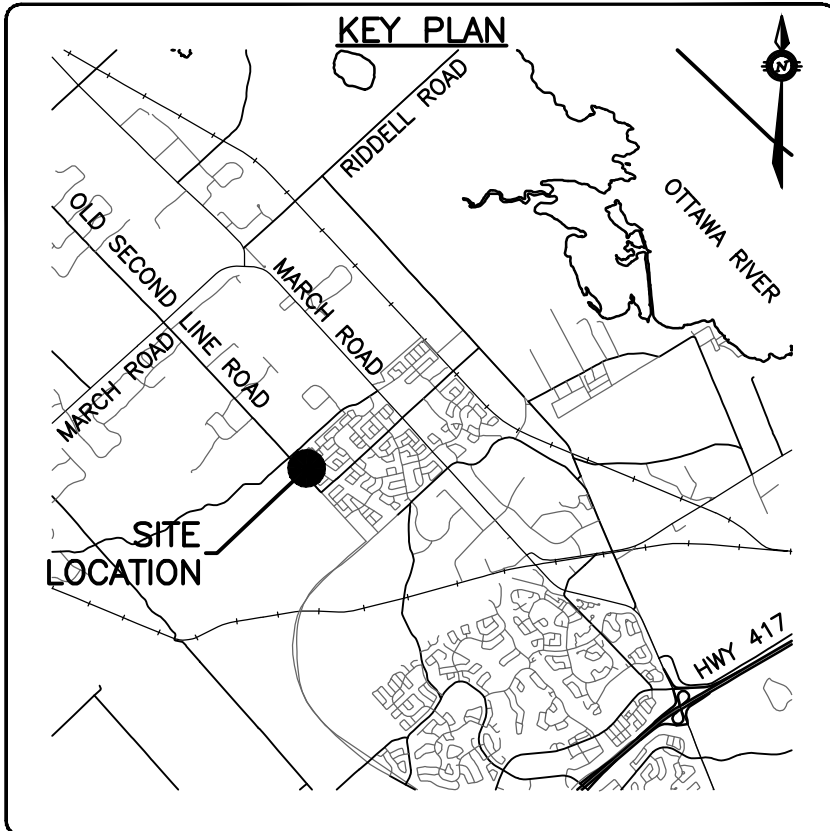 KEY PLAN
N
RIDDELL ROAD
OTTAWA RIVER
OLD SECOND LINE ROAD
MARCH ROAD
MARCH ROAD
SITE
LOCATION
HWY 417